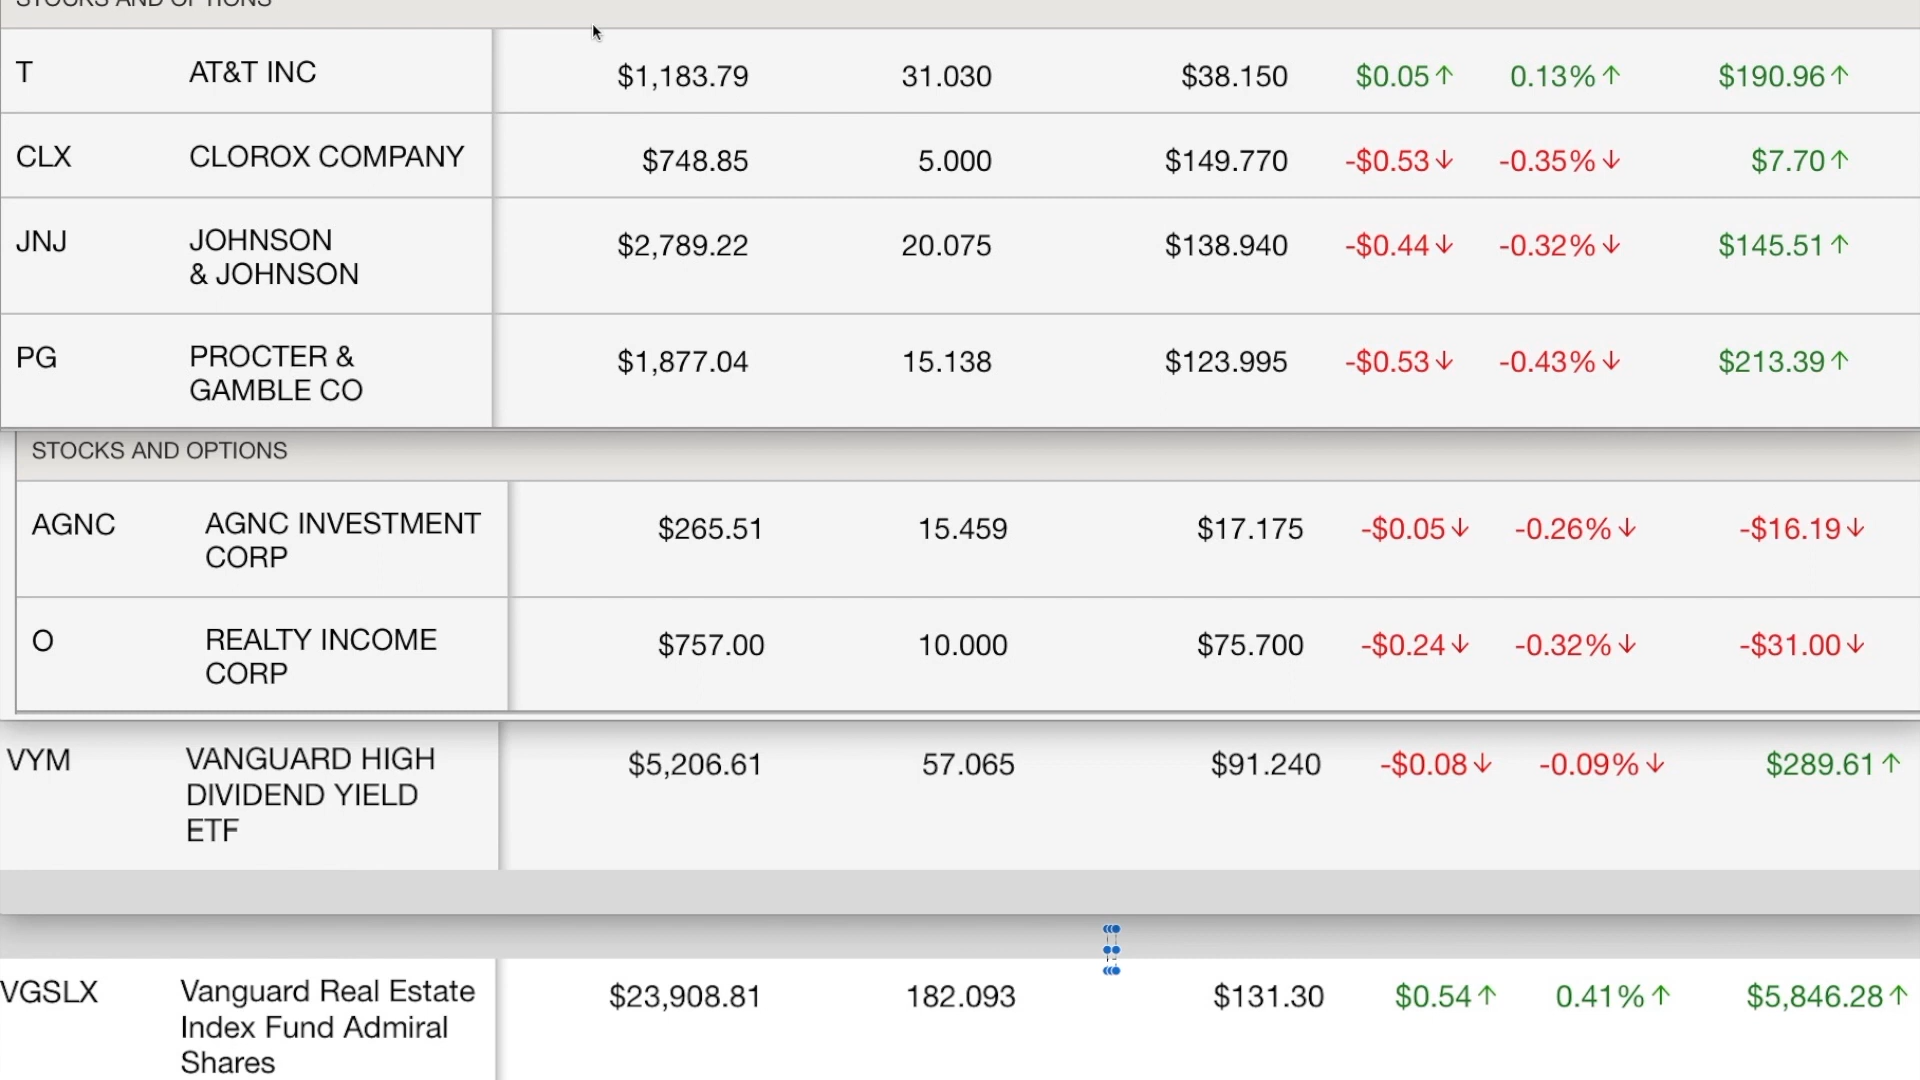 STOCKS AND OPTIONS
T AT&T INC $1,183.79 31.030 $38.150 $0.05↑ 0.13%↑ $190.96↑
CLX CLOROX COMPANY $748.85 5.000 $149.770 -$0.53↓ -0.35%↓ $7.70↑
JNJ JOHNSON $2,789.22 20.075 $138.940 -$0.44↓ -0.32%↓ $145.51↑
& JOHNSON
PG PROCTER & $1,877.04 15.138 $123.995 -$0.53↓ -0.43%↓ $213.39↑
GAMBLE CO
STOCKS AND OPTIONS
AGNC AGNC INVESTMENT $265.51 15.459 $17.175 -$0.05↓ -0.26%↓ -$16.19↓
CORP
O REALTY INCOME $757.00 10.000 $75.700 -$0.24↓ -0.32%↓ -$31.00↓
CORP
VYM VANGUARD HIGH $5,206.61 57.065 $91.240 -$0.08↓ -0.09%↓ $289.61↑
DIVIDEND YIELD
ETF
VGSLX Vanguard Real Estate $23,908.81 182.093 $131.30 $0.54↑ 0.41%↑ $5,846.28↑
Index Fund Admiral
Shares